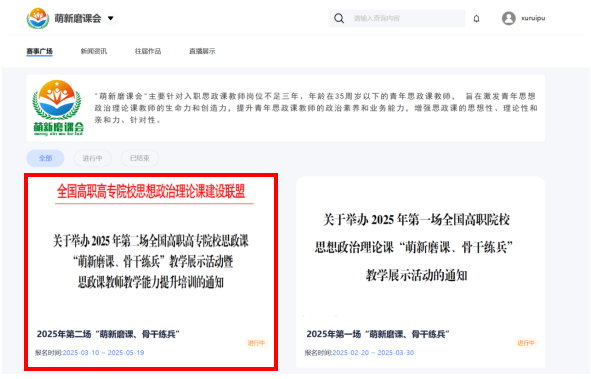 萌新磨课会
请输入查询内容
xuruipu
赛事广场
新闻资讯
往届作品
直播展示
萌新磨课会
“萌新磨课会”主要针对入职思政课教师岗位不足三年、年龄在35周岁以下的青年思政课教师， 旨在激发青年思想
政治理论课教师的生命力和创造力，提升青年思政课教师的政治素养和业务能力，增强思政课的思想性、理论性和
亲和力、针对性。
全部
进行中
已结束
全国高职高专院校思想政治理论课建设联盟
关于举办 2025 年第二场全国高职高专院校思政课
“萌新磨课、骨干练兵”教学展示活动暨
思政课教师教学能力提升培训的通知
2025年第二场“萌新磨课、骨干练兵”
进行中
报名时间:2025-03-10 ~ 2025-05-19
关于举办 2025 年第一场全国高职院校
思想政治理论课“萌新磨课、骨干练兵”
教学展示活动的通知
2025年第一场“萌新磨课、骨干练兵”
进行中
报名时间:2025-02-20 ~ 2025-03-30